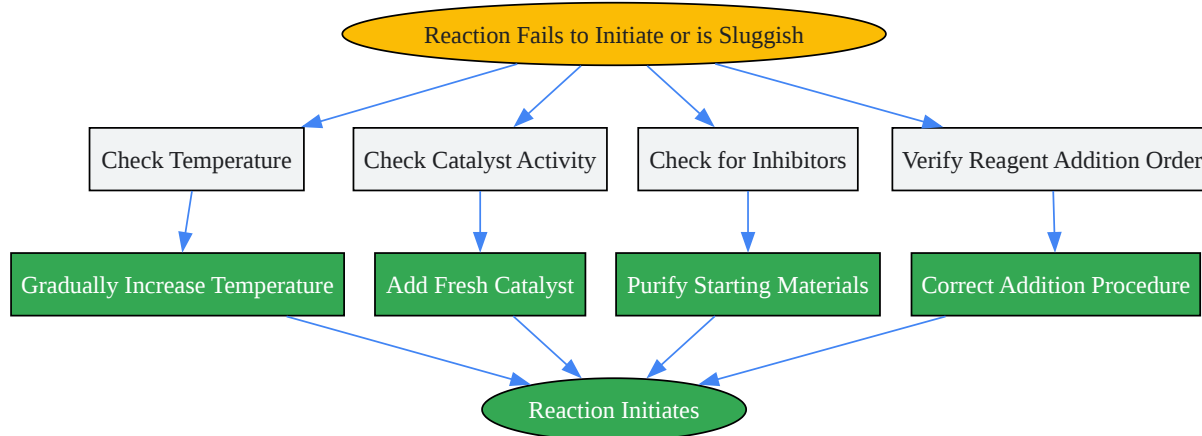 Reaction Fails to Initiate or is Sluggish
Check Temperature
Check Catalyst Activity
Check for Inhibitors
Verify Reagent Addition Order
Gradually Increase Temperature
Add Fresh Catalyst
Purify Starting Materials
Correct Addition Procedure
Reaction Initiates